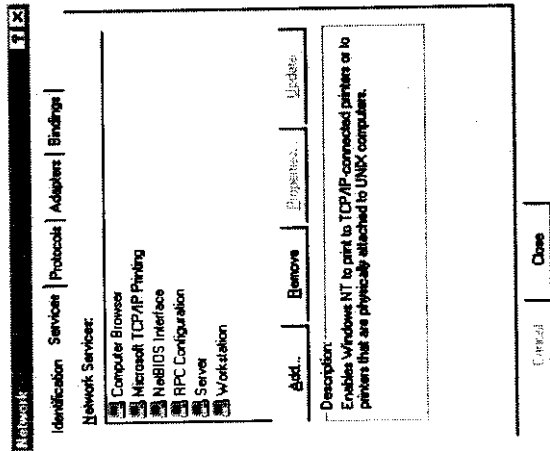 Network
? X
Identification Services Protocols Adapters Bindings
Network Services:
Computer Browser
Microsoft TCP/IP Printing
NetBIOS Interface
RPC Configuration
Server
Workstation
Add... Remove Properties... Update
Description:
Enables Windows NT to print to TCP/IP-connected printers or to
printers that are physically attached to UNIX computers.
Close Cancel